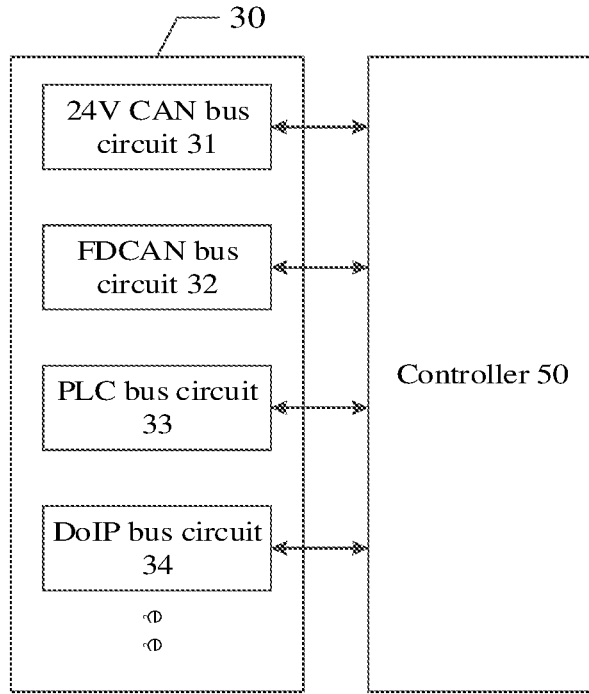 30
24V CAN bus
circuit 31
FDCAN bus
circuit 32
PLC bus circuit
33
DoIP bus circuit
34
Controller 50